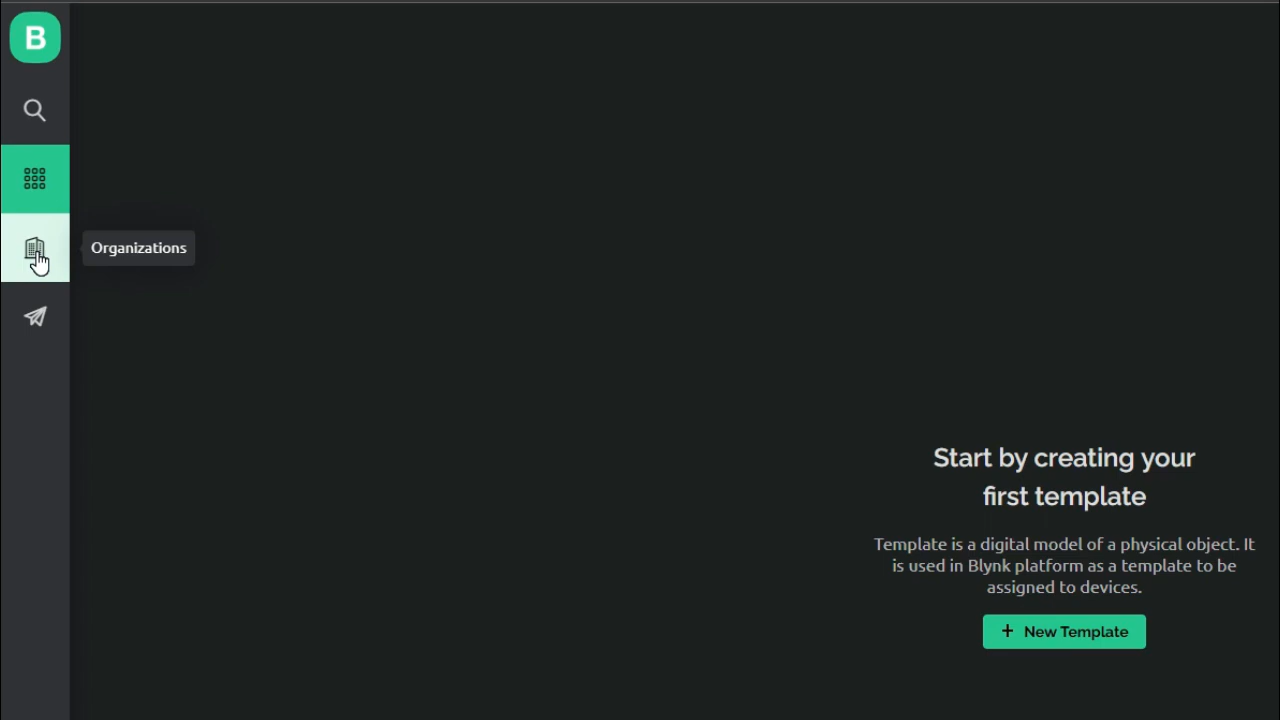 B
Organizations
Start by creating your
first template
Template is a digital model of a physical object. It
is used in Blynk platform as a template to be
assigned to devices.
+ New Template